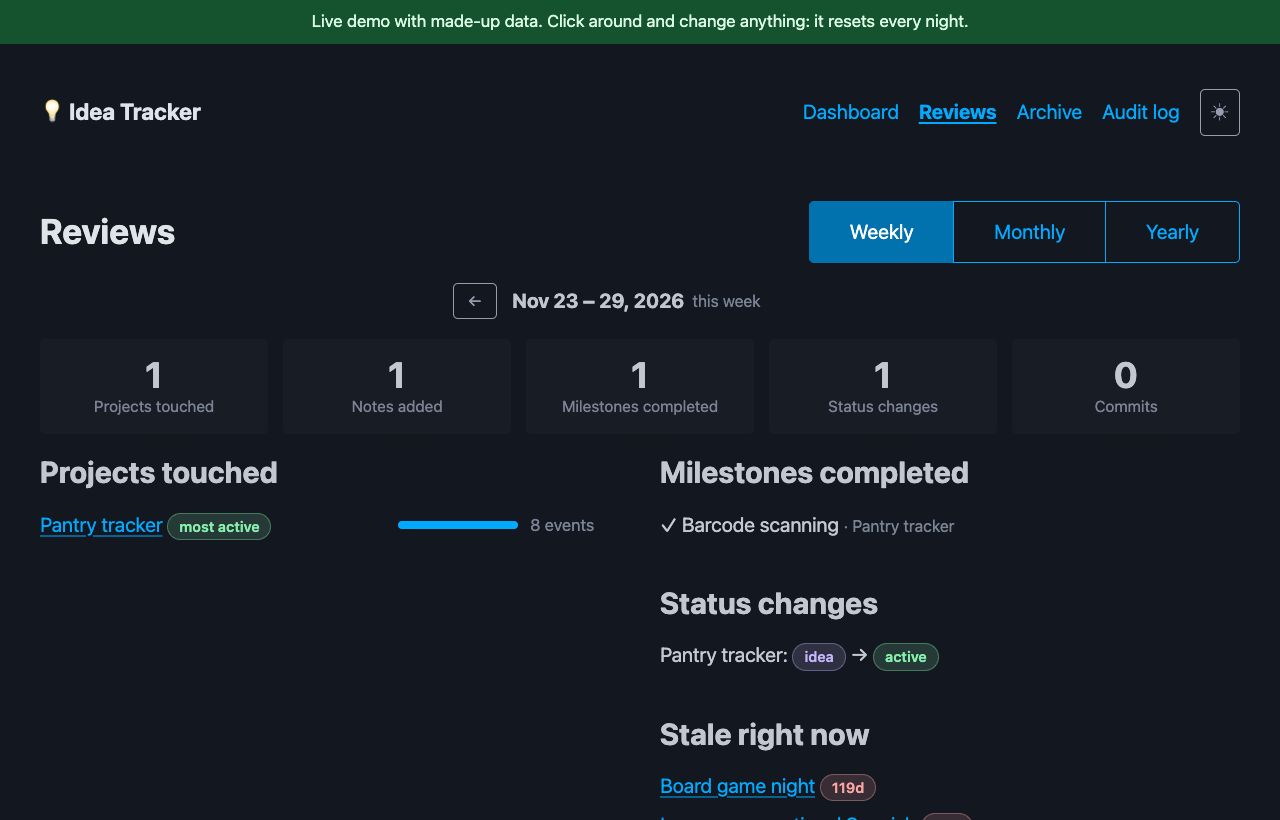 Live demo with made-up data. Click around and change anything: it resets every night.
Idea Tracker
Dashboard Reviews Archive Audit log
Reviews
Weekly Monthly Yearly
← Nov 23 – 29, 2026 this week
1 1 1 1 0
Projects touched Notes added Milestones completed Status changes Commits
Projects touched
Pantry tracker most active 8 events
Milestones completed
✓ Barcode scanning · Pantry tracker
Status changes
Pantry tracker: idea → active
Stale right now
Board game night 119d